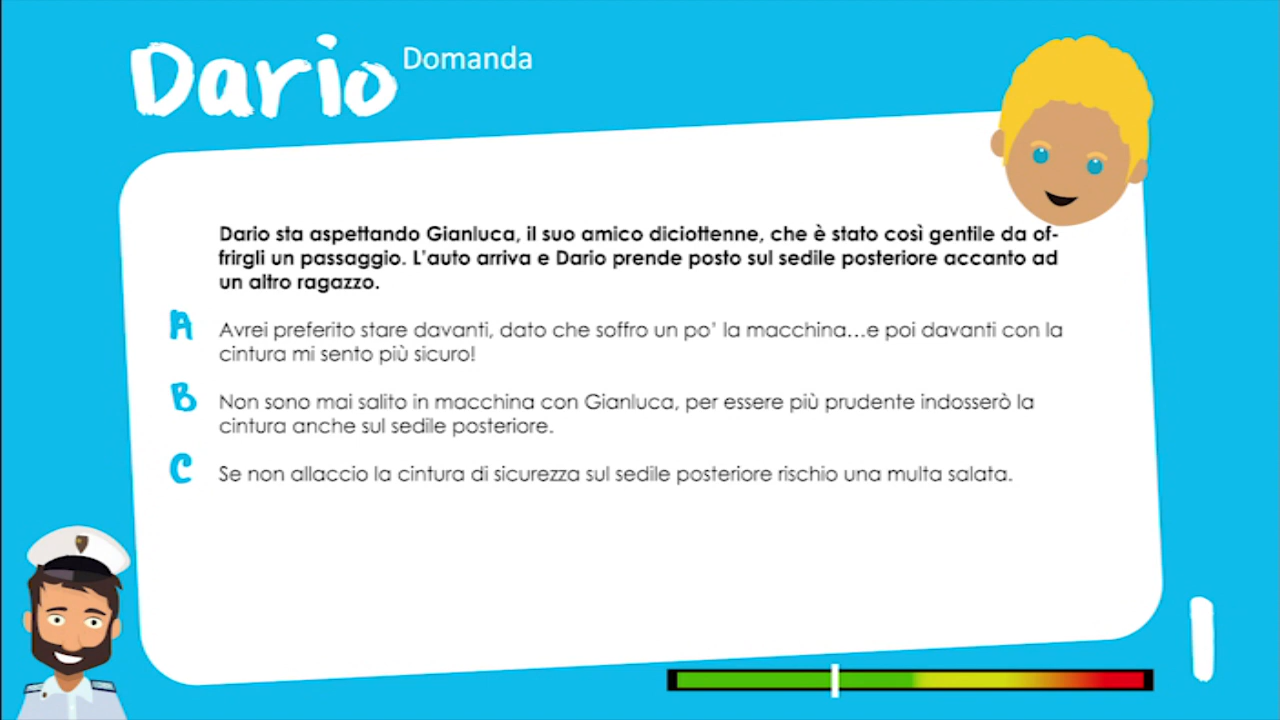 Dario Domanda
Dario sta aspettando Gianluca, il suo amico diciottenne, che è stato così gentile da of-
frirgli un passaggio. L'auto arriva e Dario prende posto sul sedile posteriore accanto ad
un altro ragazzo.
A Avrei preferito stare davanti, dato che soffro un po' la macchina...e poi davanti con la
cintura mi sento più sicuro!
B Non sono mai salito in macchina con Gianluca, per essere più prudente indosserò la
cintura anche sul sedile posteriore.
C Se non allaccio la cintura di sicurezza sul sedile posteriore rischio una multa salata.
1